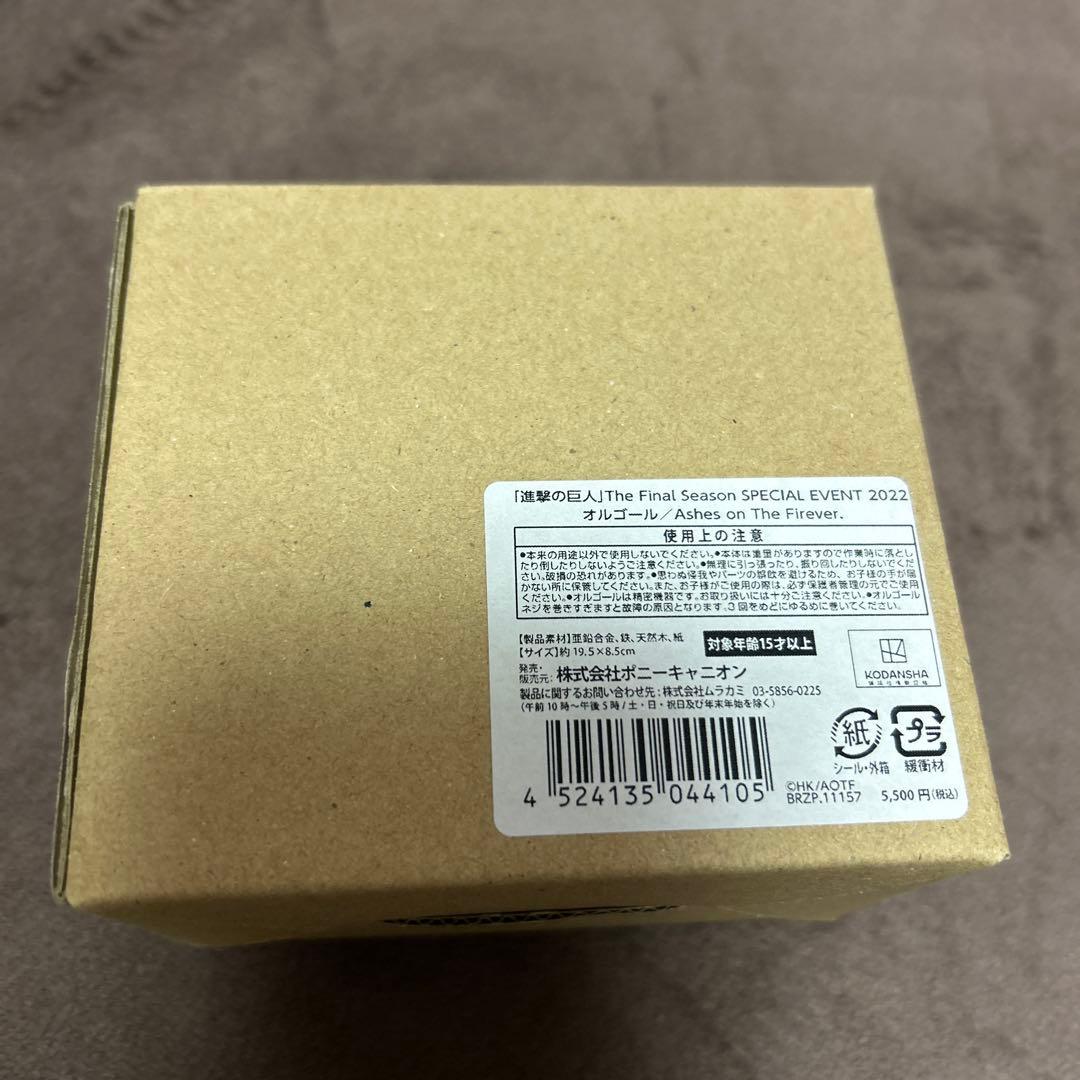 「進撃の巨人」The Final Season SPECIAL EVENT 2022
オルゴール／Ashes on The Firever.
使用上の注意
●本来の用途以外で使用しないでください。●本体は重量がありますので作業時に落とし
たり倒したりしないようご注意ください。●無理に引っ張ったり、振り回したりしないでくだ
さい。破損の恐れがあります。●思わぬ怪我やパーツの誤飲を避けるため、お子様の手が届
かない所に保管してください。また、お子様がご使用の際は、必ず保護者管理の元でご使用
ください。●オルゴールは精密機器です。お取り扱いには十分ご注意ください。●オルゴール
ネジを巻きすぎますと故障の原因となります。3回をめどにゆるめに巻いてください。
【製品素材】亜鉛合金、鉄、天然木、紙
【サイズ】約19.5×8.5cm
対象年齢15才以上
発売・
販売元： 株式会社ポニーキャニオン
製品に関するお問い合わせ先：株式会社ムラカミ 03-5856-0225
（午前10時～午後5時/土・日・祝日及び年末年始を除く）
KODANSHA
紙
シール・外箱
プラ
緩衝材
4 524135 044105
©HK/AOTF
BRZP.11157 5,500円(税込)